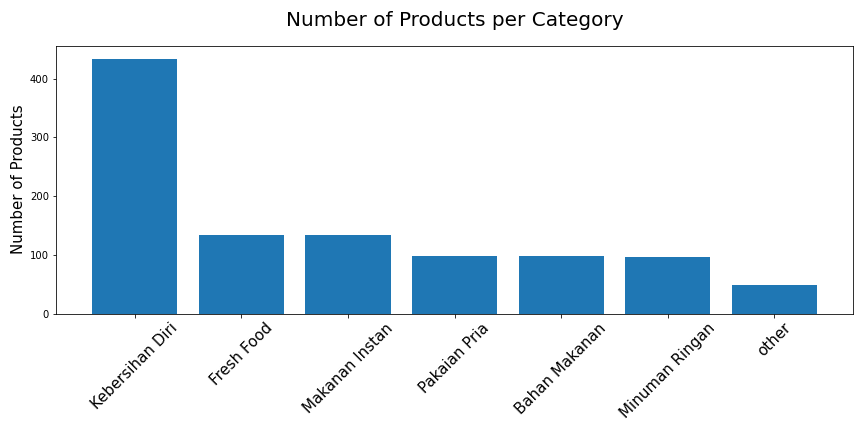 Number of Products per Category
Number of Products
400
300
200
100
0
Kebersihan Diri
Fresh Food
Makanan Instan
Pakaian Pria
Bahan Makanan
Minuman Ringan
other